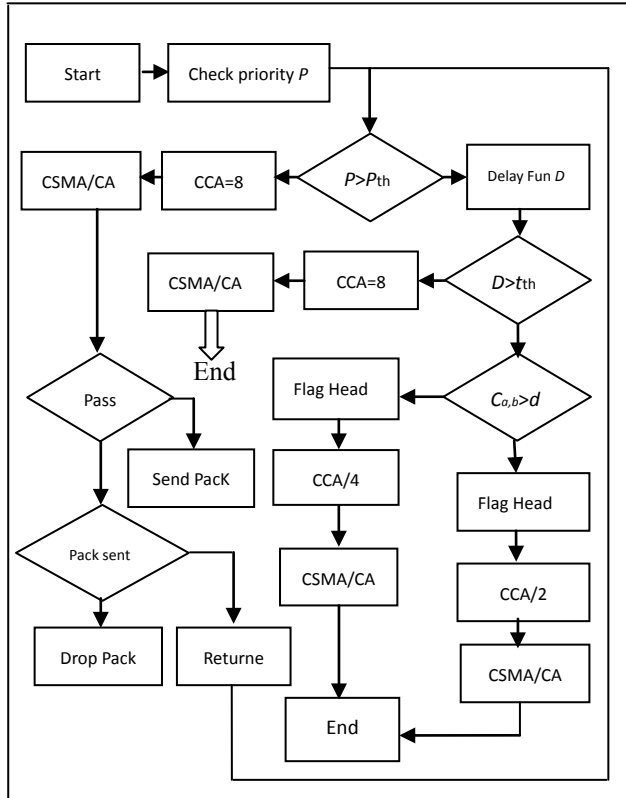 Start
Check priority P
CSMA/CA
CCA=8
P>Pth
Delay Fun D
CSMA/CA
CCA=8
D>tth
End
Pass
Flag Head
Ca,b>d
Send PacK
CCA/4
Flag Head
Pack sent
CSMA/CA
CCA/2
Drop Pack
Returne
CSMA/CA
End